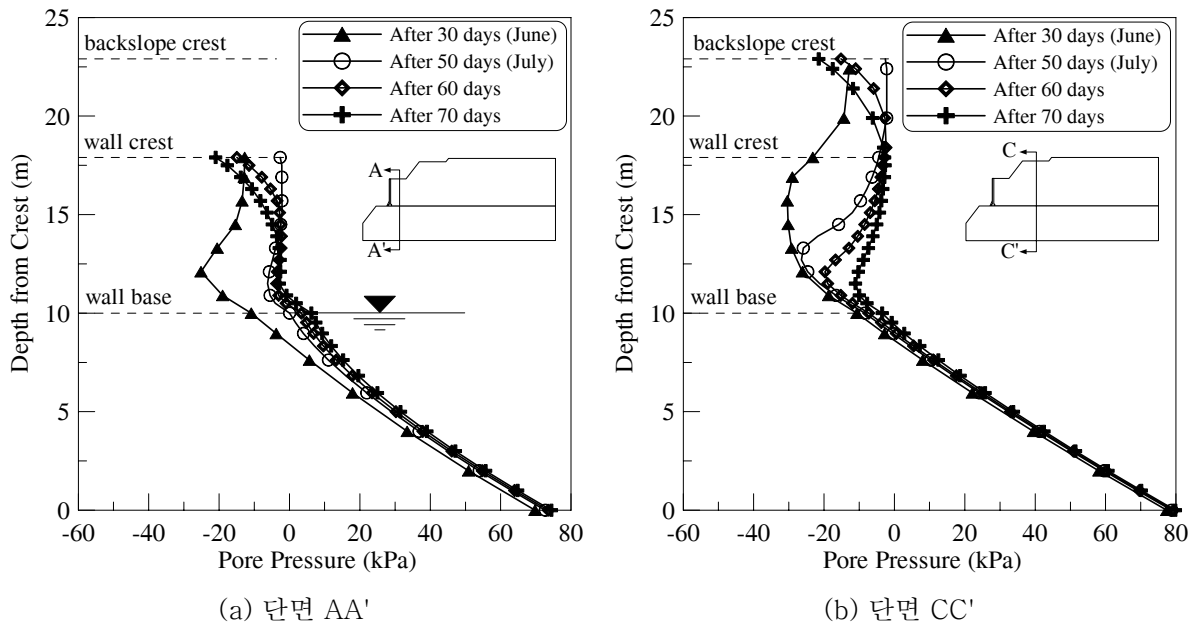 25
20
15
10
5
0
Depth from Crest (m)
backslope crest
wall crest
wall base
After 30 days (June)
After 50 days (July)
After 60 days
After 70 days
A
A'
-60 -40 -20 0 20 40 60 80
Pore Pressure (kPa)
(a) 단면 AA'
25
20
15
10
5
0
Depth from Crest (m)
backslope crest
wall crest
wall base
After 30 days (June)
After 50 days (July)
After 60 days
After 70 days
C
C'
-60 -40 -20 0 20 40 60 80
Pore Pressure (kPa)
(b) 단면 CC'